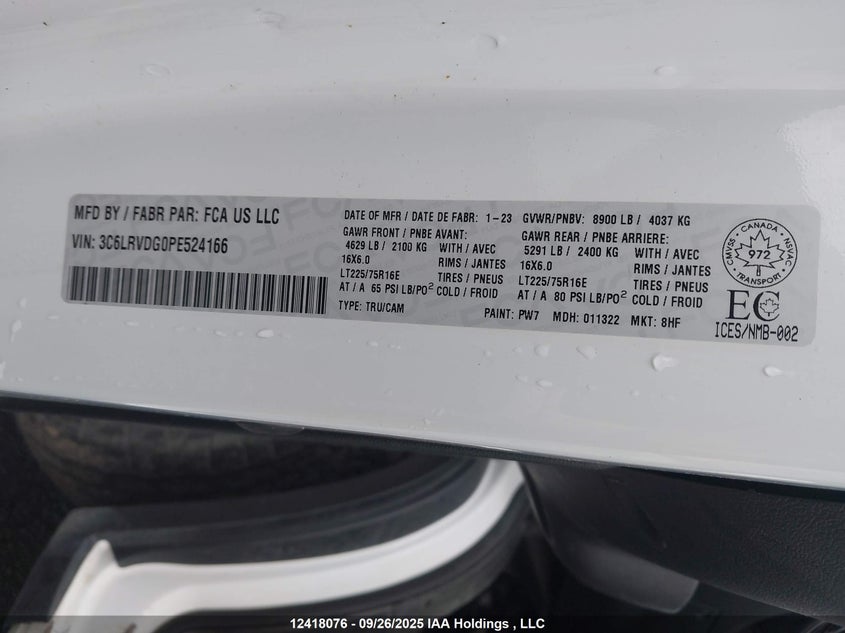 MFD BY / FABR PAR: FCA US LLC
VIN: 3C6LRVDG0PE524166
DATE OF MFR / DATE DE FABR: 1-23 GVWR/PNBV: 8900 LB / 4037 KG
GAWR FRONT / PNBE AVANT: GAWR REAR / PNBE ARRIERE:
4629 LB / 2100 KG WITH / AVEC 5291 LB / 2400 KG WITH / AVEC
16X6.0 RIMS / JANTES 16X6.0 RIMS / JANTES
LT225/75R16E TIRES / PNEUS LT225/75R16E TIRES / PNEUS
AT / A 65 PSI LB/PO² COLD / FROID AT / A 80 PSI LB/PO² COLD / FROID
TYPE: TRU/CAM PAINT: PW7 MDH: 011322 MKT: 8HF
CANADA
CMVSS 972 NSVAC
TRANSPORT
EC
ICES/NMB-002
12418076 - 09/26/2025 IAA Holdings , LLC